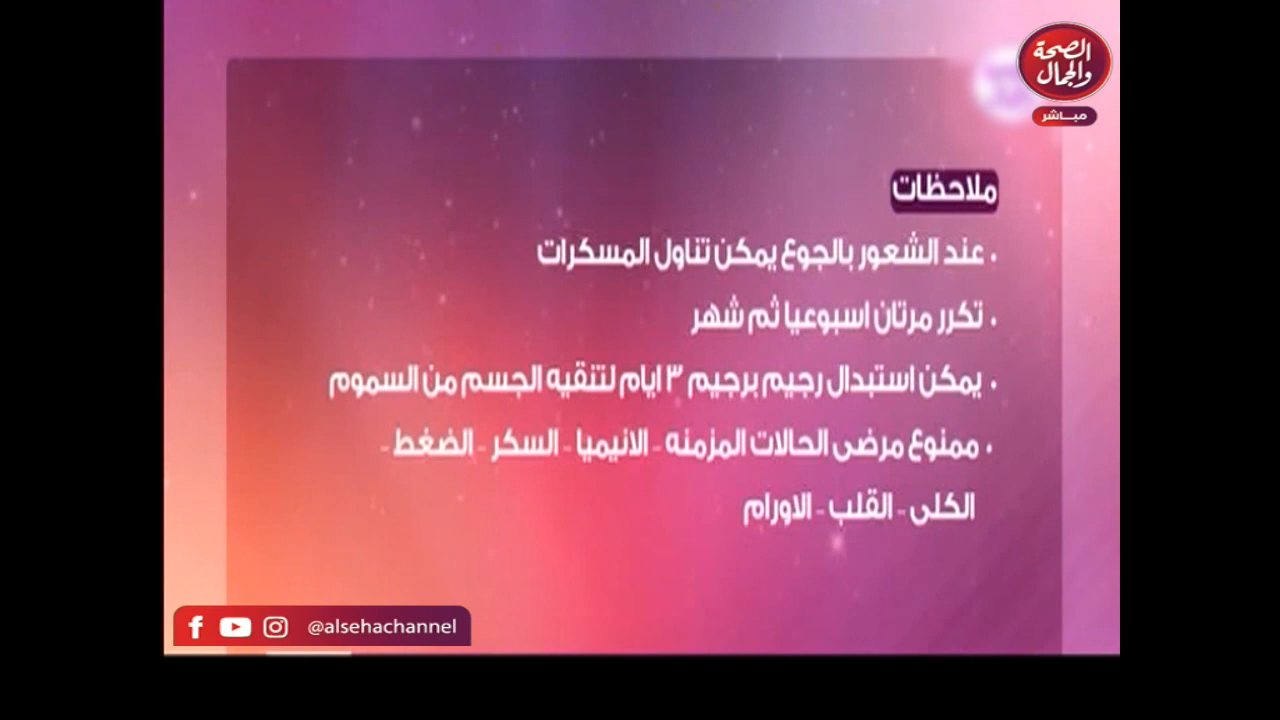 الصحة
والجمال
مباشر
ملاحظات
• عند الشعور بالجوع يمكن تناول المسكرات
• تكرر مرتان اسبوعيا ثم شهر
• يمكن استبدال رجيم برجيم ٣ ايام لتنقيه الجسم من السموم
• ممنوع مرضى الحالات المزمنه - الانيميا - السكر - الضغط -
الكلى - القلب - الاورام
@alsehachannel